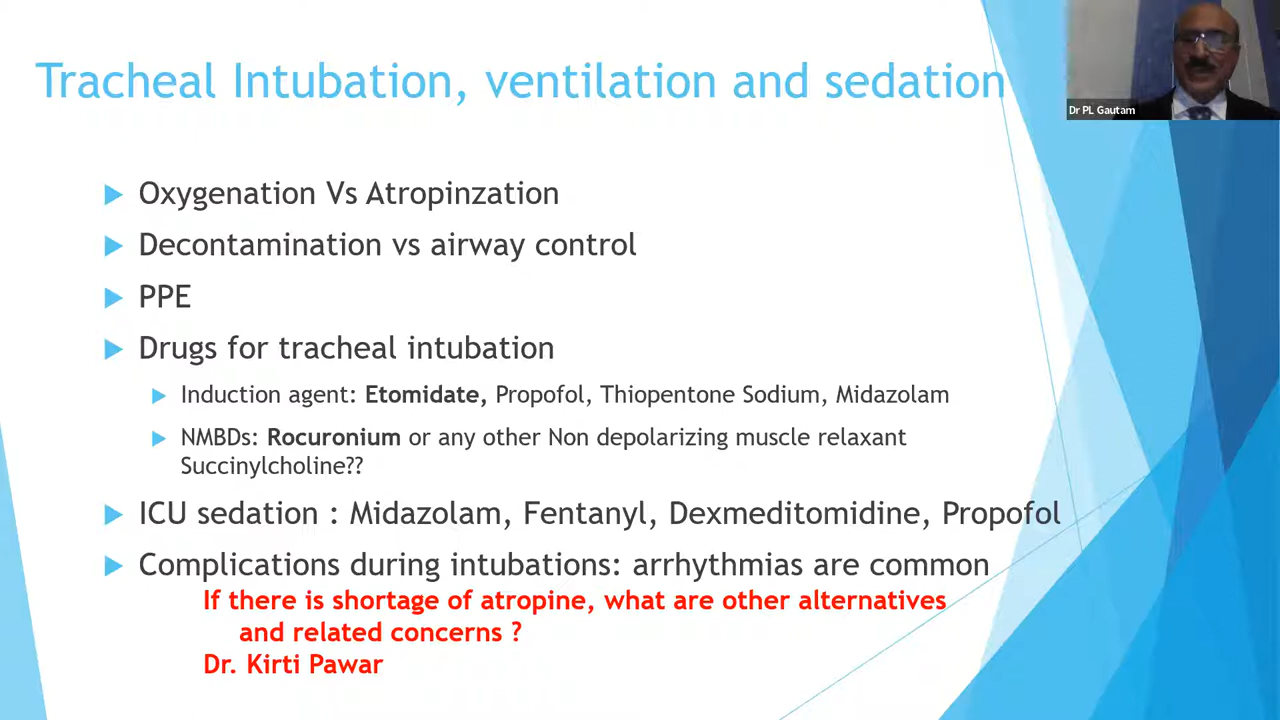 Tracheal Intubation, ventilation and sedation
Dr PL Gautam
Oxygenation Vs Atropinzation
Decontamination vs airway control
PPE
Drugs for tracheal intubation
Induction agent: Etomidate, Propofol, Thiopentone Sodium, Midazolam
NMBDs: Rocuronium or any other Non depolarizing muscle relaxant
Succinylcholine??
ICU sedation : Midazolam, Fentanyl, Dexmeditomidine, Propofol
Complications during intubations: arrhythmias are common
If there is shortage of atropine, what are other alternatives
and related concerns ?
Dr. Kirti Pawar